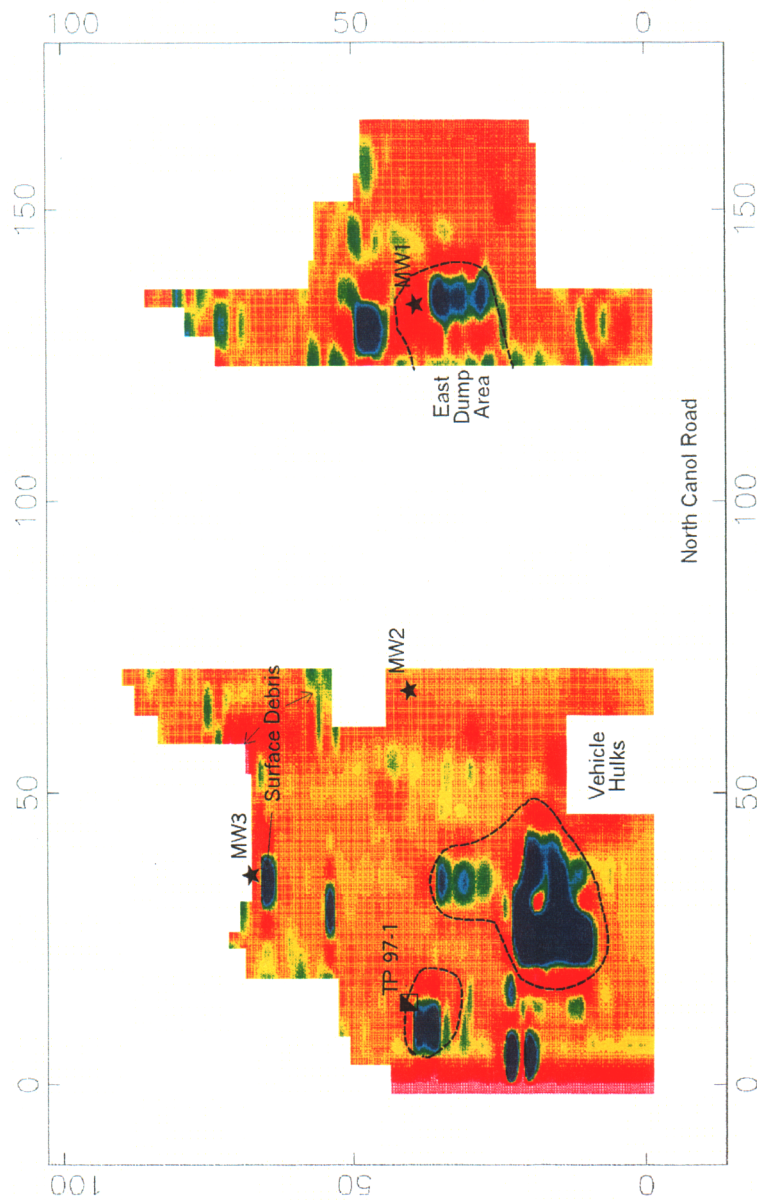 100
50
0
150
150
MW1
East
Dump
Area
100
100
North Canol Road
MW2
Surface Debris
MW3
50
50
Vehicle
Hulks
TP 97-1
0
0
100
50
0